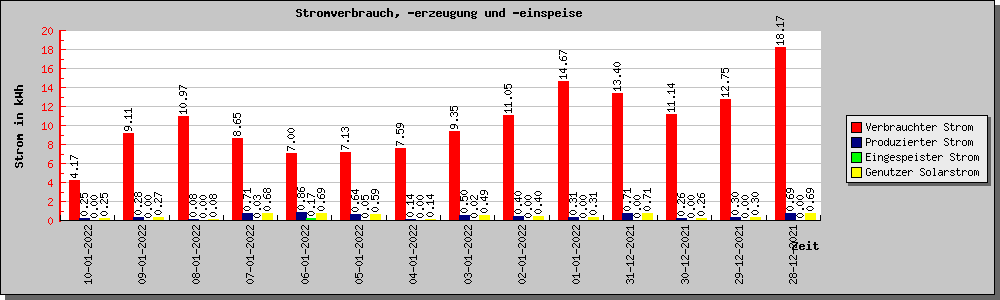 Stromverbrauch, -erzeugung und -einspeise
Strom in kWh
20
18
16
14
12
10
8
6
4
2
0
4.17 0.25 0.00 0.25
9.11 0.28 0.00 0.27
10.97 0.08 0.00 0.08
8.65 0.71 0.03 0.68
7.00 0.86 0.17 0.69
7.13 0.64 0.05 0.59
7.59 0.14 0.00 0.14
9.35 0.50 0.02 0.49
11.05 0.40 0.00 0.40
14.67 0.31 0.00 0.31
13.40 0.71 0.00 0.71
11.14 0.26 0.00 0.26
12.75 0.30 0.00 0.30
18.17 0.69 0.00 0.69
10-01-2022
09-01-2022
08-01-2022
07-01-2022
06-01-2022
05-01-2022
04-01-2022
03-01-2022
02-01-2022
01-01-2022
31-12-2021
30-12-2021
29-12-2021
28-12-2021
Zeit
Verbrauchter Strom
Produzierter Strom
Eingespeister Strom
Genutzer Solarstrom